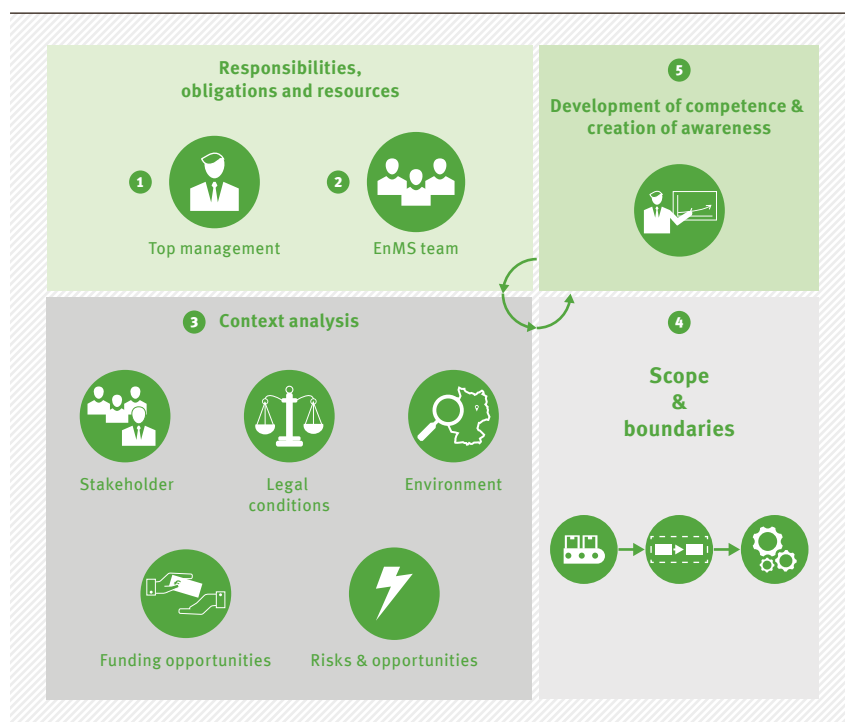 Responsibilities,
obligations and resources
1
Top management
2
EnMS team
3 Context analysis
Stakeholder
Legal
conditions
Environment
Funding opportunities
Risks & opportunities
4
Scope
&
boundaries
5
Development of competence &
creation of awareness